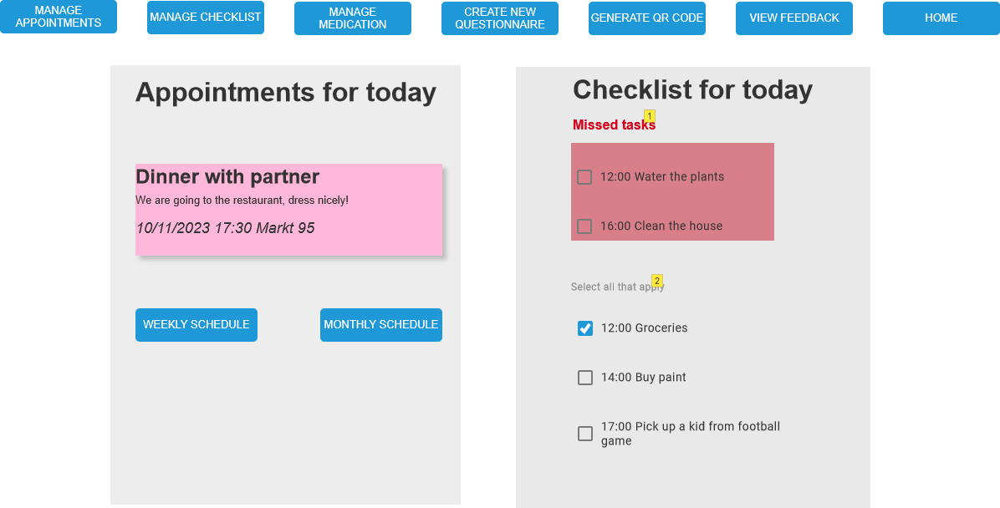 MANAGE
APPOINTMENTS
MANAGE CHECKLIST
MANAGE
MEDICATION
CREATE NEW
QUESTIONNAIRE
GENERATE QR CODE
VIEW FEEDBACK
HOME
Appointments for today
Dinner with partner
We are going to the restaurant, dress nicely!
10/11/2023 17:30 Markt 95
WEEKLY SCHEDULE
MONTHLY SCHEDULE
Checklist for today
1
Missed tasks
12:00 Water the plants
16:00 Clean the house
2
Select all that apply
12:00 Groceries
14:00 Buy paint
17:00 Pick up a kid from football
game